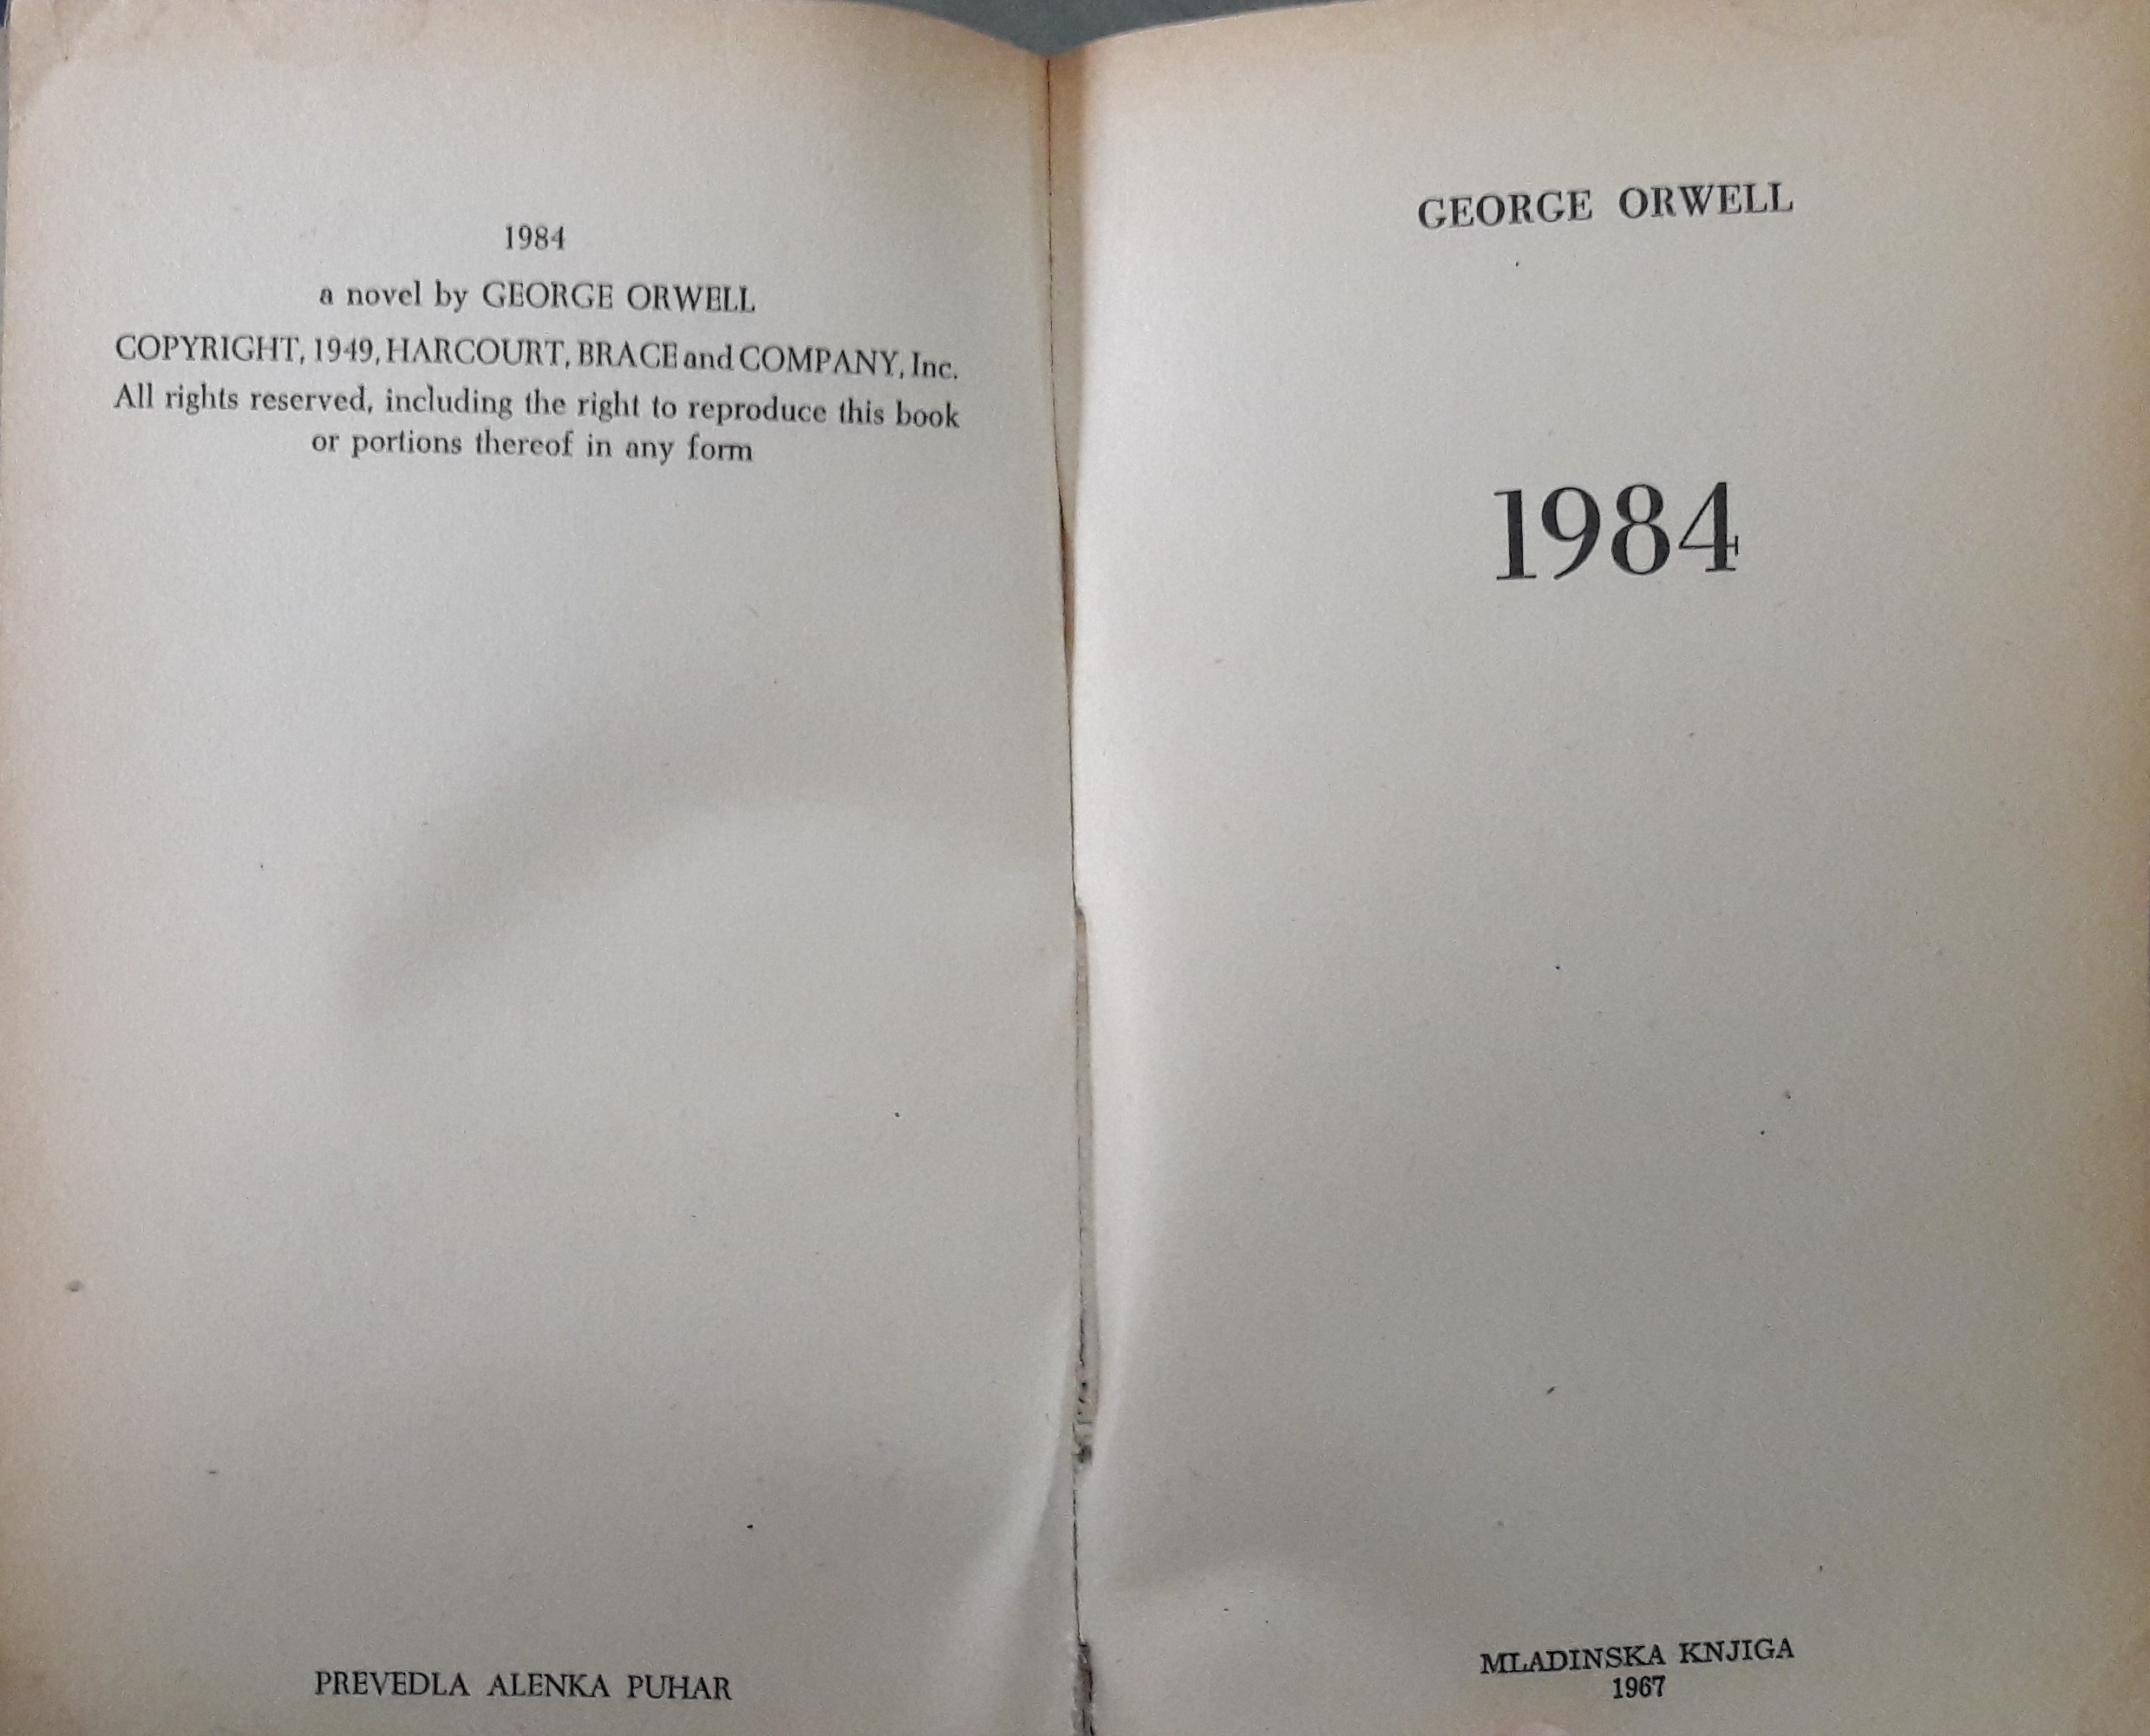 1984
a novel by GEORGE ORWELL
COPYRIGHT, 1949, HARCOURT, BRACE and COMPANY, Inc.
All rights reserved, including the right to reproduce this book
or portions thereof in any form
PREVEDLA ALENKA PUHAR
GEORGE ORWELL
1984
MLADINSKA KNJIGA
1967